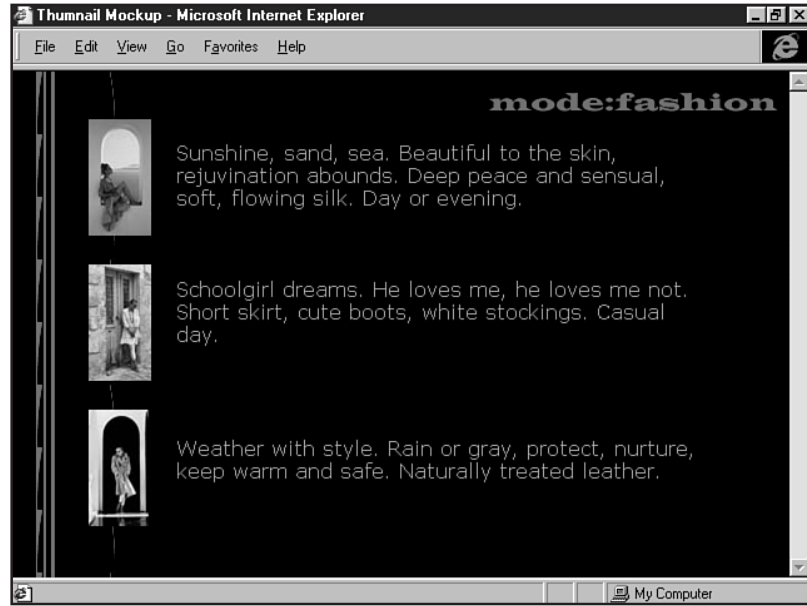 Thumnail Mockup - Microsoft Internet Explorer
File Edit View Go Favorites Help
mode:fashion
Sunshine, sand, sea. Beautiful to the skin,
rejuvination abounds. Deep peace and sensual,
soft, flowing silk. Day or evening.
Schoolgirl dreams. He loves me, he loves me not.
Short skirt, cute boots, white stockings. Casual
day.
Weather with style. Rain or gray, protect, nurture,
keep warm and safe. Naturally treated leather.
My Computer